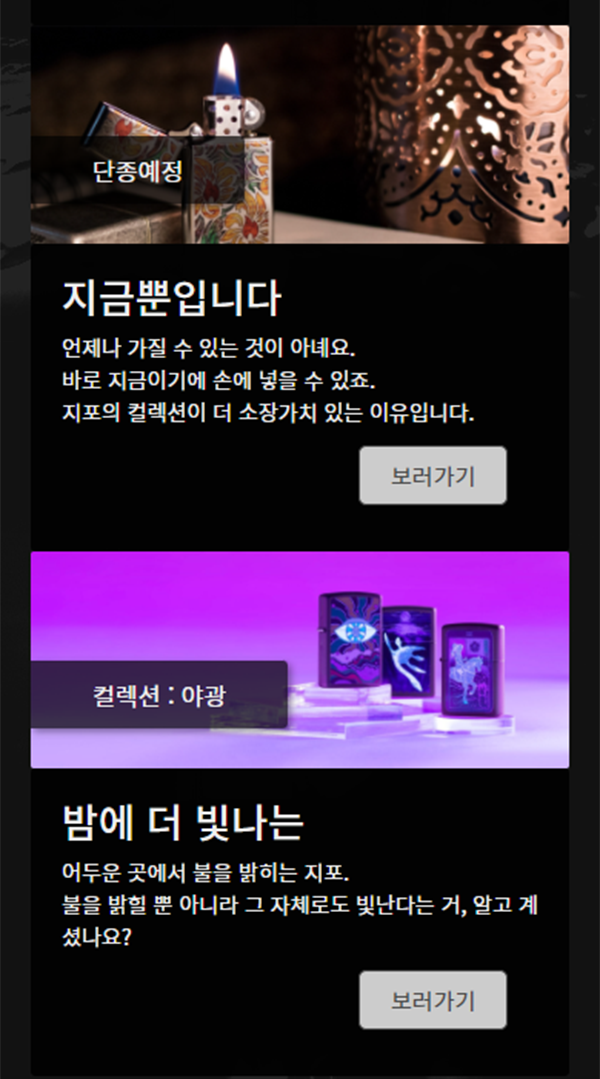 단종예정
지금뿐입니다
언제나 가질 수 있는 것이 아녜요.
바로 지금이기에 손에 넣을 수 있죠.
지포의 컬렉션이 더 소장가치 있는 이유입니다.
보러가기
컬렉션 : 야광
밤에 더 빛나는
어두운 곳에서 불을 밝히는 지포.
불을 밝힐 뿐 아니라 그 자체로도 빛난다는 거, 알고 계
셨나요?
보러가기